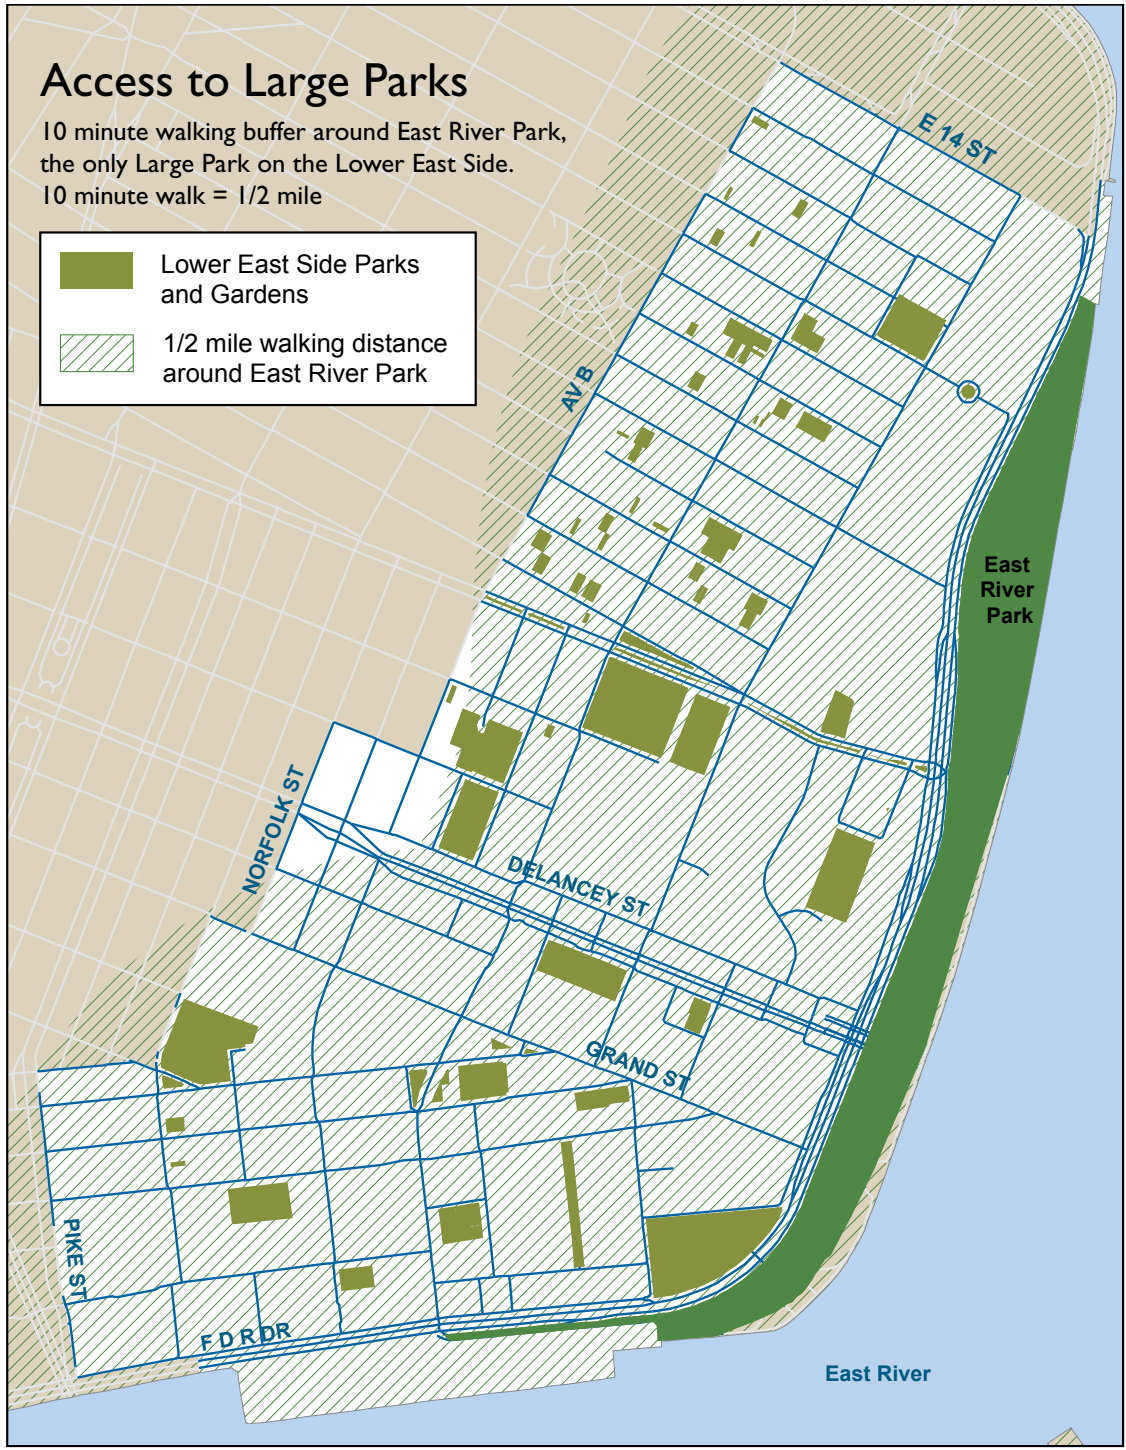 Access to Large Parks
10 minute walking buffer around East River Park,
the only Large Park on the Lower East Side.
10 minute walk = 1/2 mile
Lower East Side Parks
and Gardens
1/2 mile walking distance
around East River Park
E 14 ST
AV B
East
River
Park
NORFOLK ST
DELANCEY ST
GRAND ST
PIKE ST
F D R DR
East River